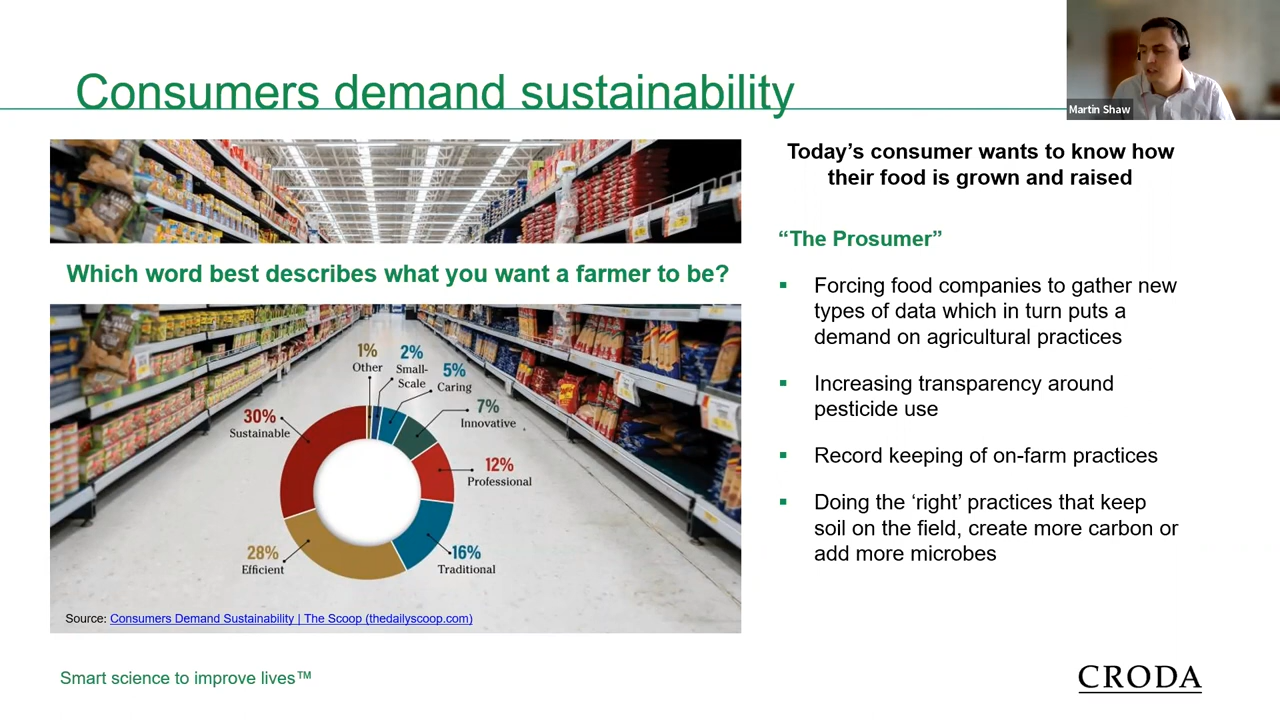 Consumers demand sustainability
Martin Shaw
Which word best describes what you want a farmer to be?
1%
Other
2%
Small-
Scale
5%
Caring
7%
Innovative
12%
Professional
16%
Traditional
28%
Efficient
30%
Sustainable
Source: Consumers Demand Sustainability | The Scoop (thedailyscoop.com)
Today’s consumer wants to know how
their food is grown and raised
“The Prosumer”
▪ Forcing food companies to gather new
types of data which in turn puts a
demand on agricultural practices
▪ Increasing transparency around
pesticide use
▪ Record keeping of on-farm practices
▪ Doing the ‘right’ practices that keep
soil on the field, create more carbon or
add more microbes
Smart science to improve lives™
CRODA